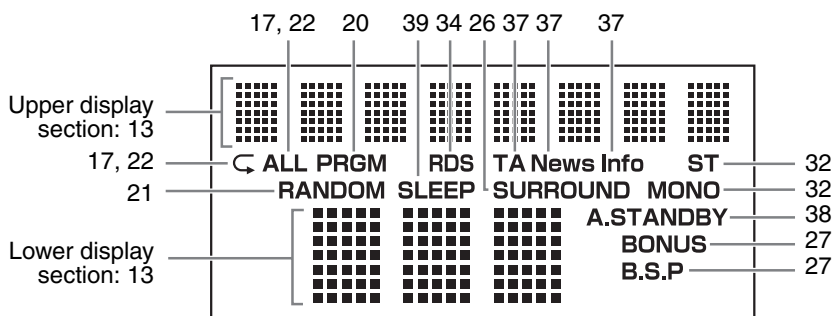 17, 22 20 39 34 26 37 37 37
Upper display
section: 13
17, 22 ALL PRGM RDS TA News Info ST 32
21 RANDOM SLEEP SURROUND MONO 32
A.STANDBY 38
Lower display
section: 13
BONUS 27
B.S.P 27